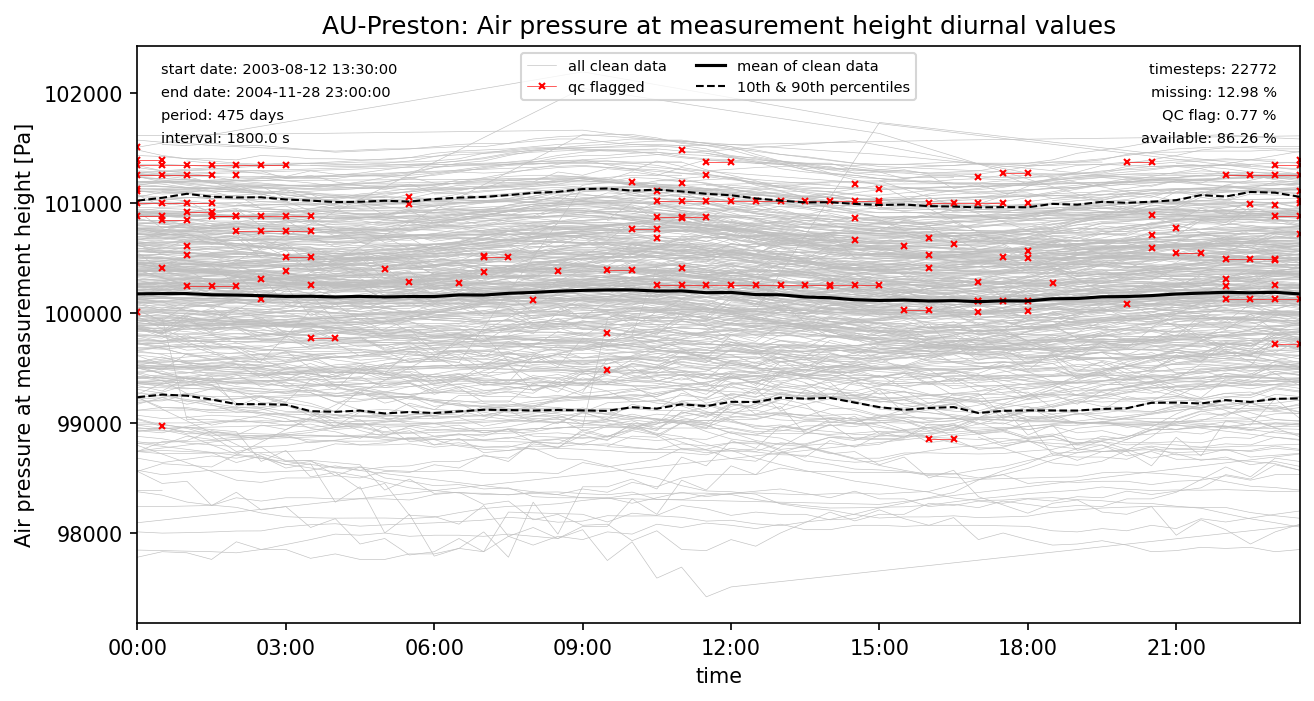 AU-Preston: Air pressure at measurement height diurnal values
start date: 2003-08-12 13:30:00
end date: 2004-11-28 23:00:00
period: 475 days
interval: 1800.0 s
all clean data
qc flagged
mean of clean data
10th & 90th percentiles
timesteps: 22772
missing: 12.98 %
QC flag: 0.77 %
available: 86.26 %
Air pressure at measurement height [Pa]
102000
101000
100000
99000
98000
00:00 03:00 06:00 09:00 12:00 15:00 18:00 21:00
time